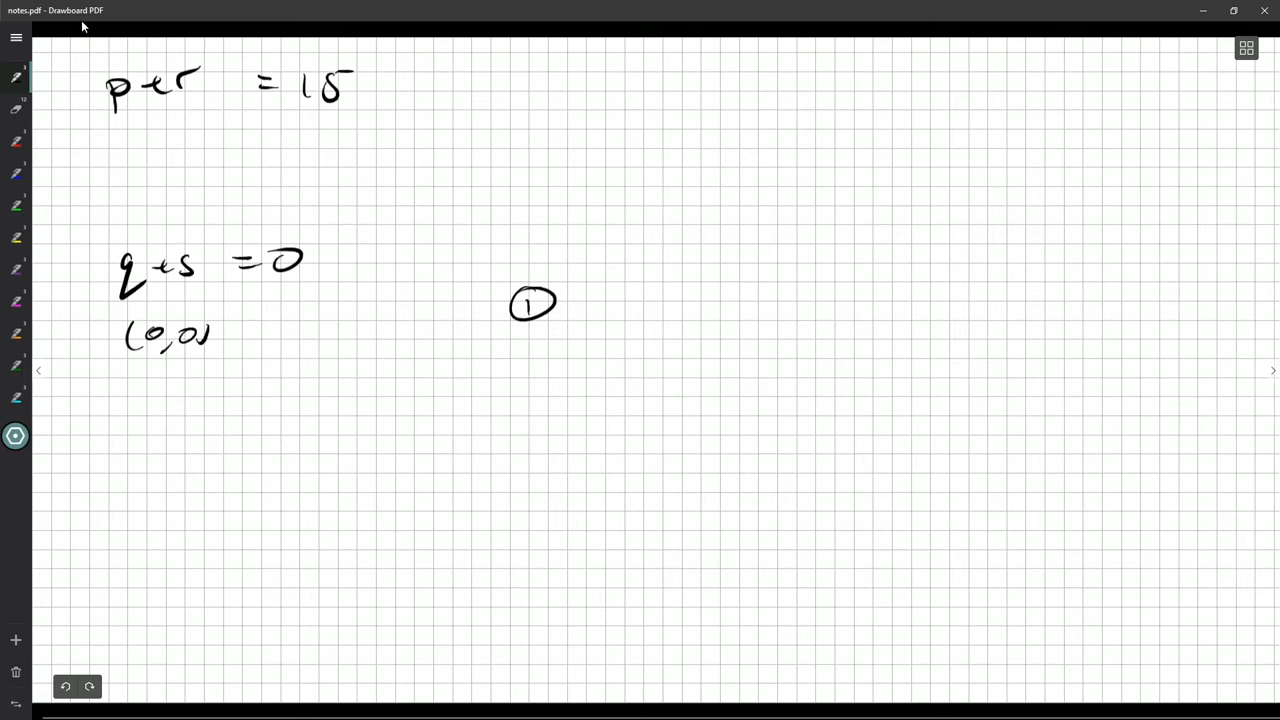 notes.pdf - Drawboard PDF
p+r = 15
q+s = 0
①
(0,0)